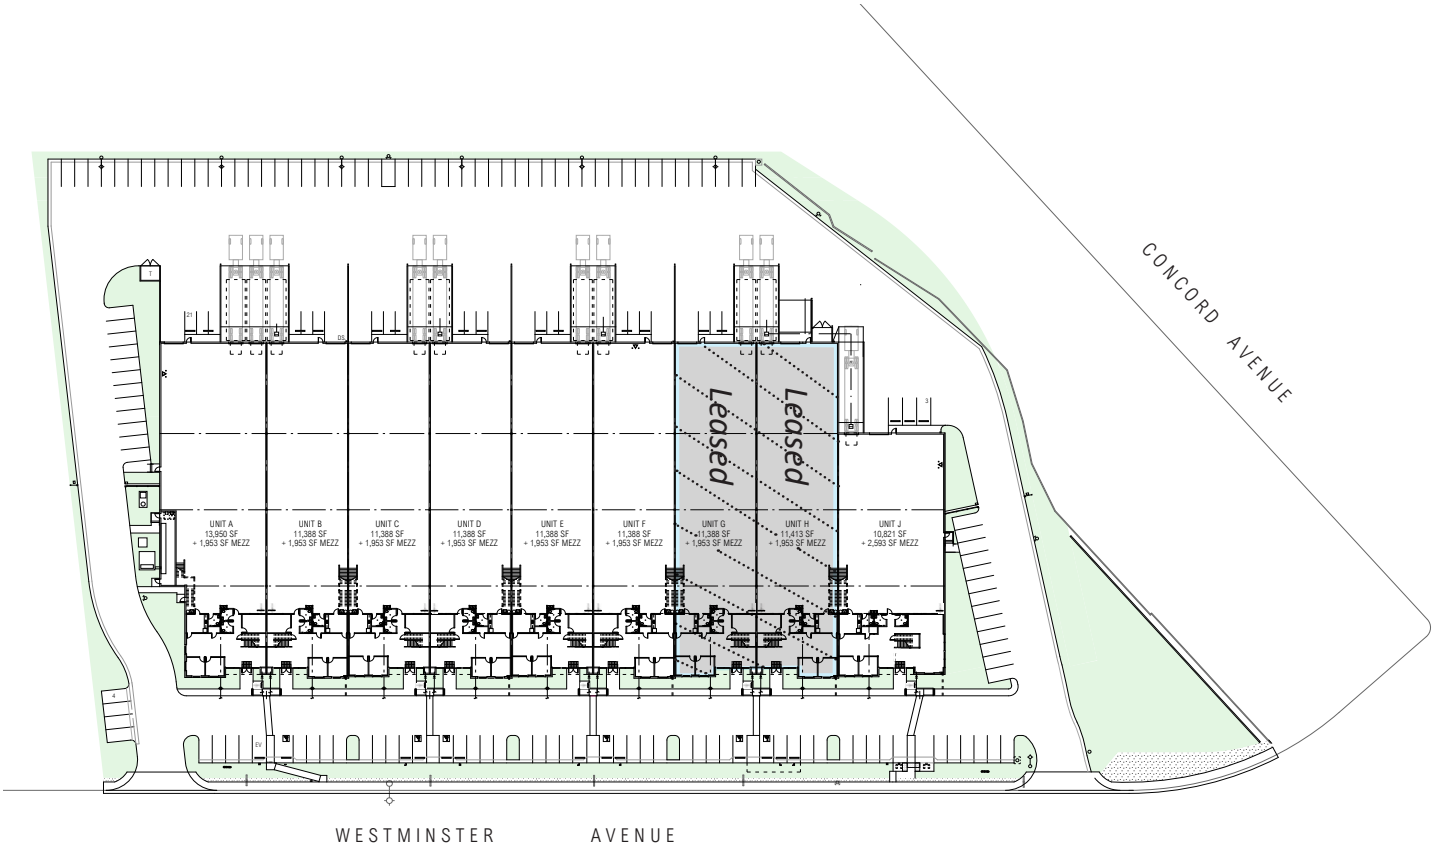 CONCORD AVENUE
T
21
DS
3
Leased
Leased
UNIT A
13,950 SF
+ 1,953 SF MEZZ
UNIT B
11,388 SF
+ 1,953 SF MEZZ
UNIT C
11,388 SF
+ 1,953 SF MEZZ
UNIT D
11,388 SF
+ 1,953 SF MEZZ
UNIT E
11,388 SF
+ 1,953 SF MEZZ
UNIT F
11,388 SF
+ 1,953 SF MEZZ
UNIT G
11,388 SF
+ 1,953 SF MEZZ
UNIT H
11,413 SF
+ 1,953 SF MEZZ
UNIT J
10,821 SF
+ 2,593 SF MEZZ
4
EV
WESTMINSTER AVENUE